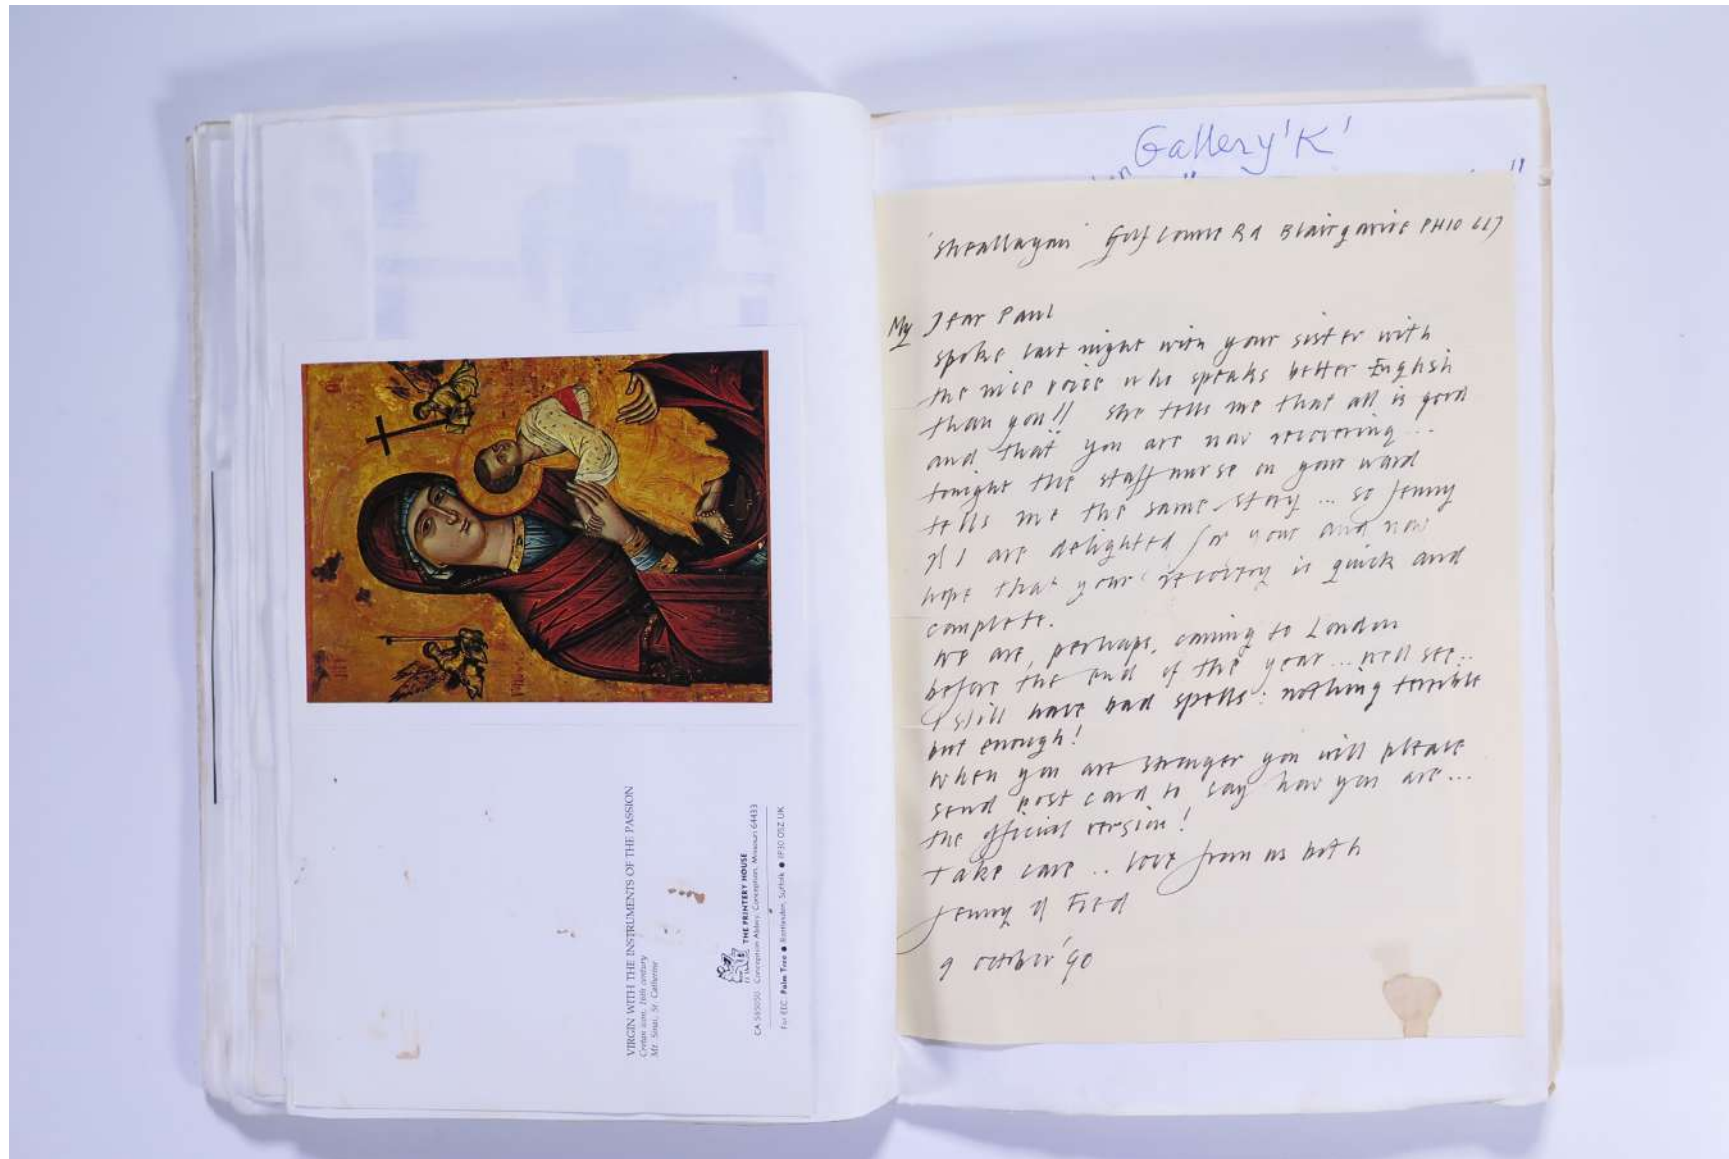 VIRGIN WITH THE INSTRUMENTS OF THE PASSION
Cretan icon, 16th century
Mt. Sinai, St. Catherine
THE PRINTERY HOUSE
Conception Abbey, Conception, Missouri 64433
For EEC: Palm Tree ● Rattlesden, Suffolk ● IP30 OSZ UK
Gallery 'K'
Golf Course Rd Blairgowrie PH10
My Dear Paul
spoke last night with your sister with
the nice voice who speaks better English
than you!! she tells me that all is good
and that you are now recovering...
tonight the staff nurse on your ward
tells me the same story ... so Jenny
& I are delighted for you and now
hope that your recovery is quick and
complete.
we are, perhaps, coming to London
before the end of the year... we'll see..
I still have bad spells: nothing terrible
but enough!
when you are stronger you will please
send post card to say how you are...
the official version!
Take care .. love from us both
Jenny & Fred
9 October '90